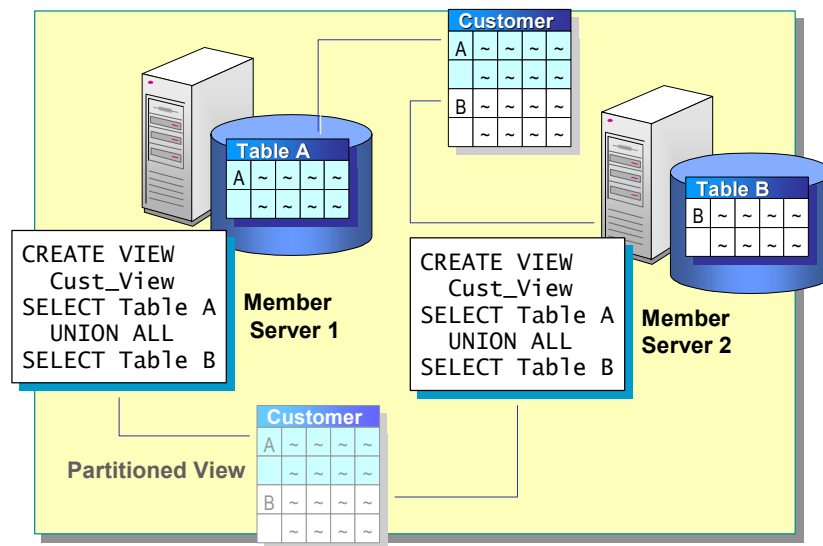 Customer
A ~ ~ ~ ~
~ ~ ~ ~
B ~ ~ ~ ~
~ ~ ~ ~
Table A
A ~ ~ ~ ~
~ ~ ~ ~
Table B
B ~ ~ ~ ~
~ ~ ~ ~
CREATE VIEW
Cust_View
SELECT Table A
UNION ALL
SELECT Table B
Member
Server 1
CREATE VIEW
Cust_View
SELECT Table A
UNION ALL
SELECT Table B
Member
Server 2
Customer
A ~ ~ ~ ~
~ ~ ~ ~
B ~ ~ ~ ~
~ ~ ~ ~
Partitioned View